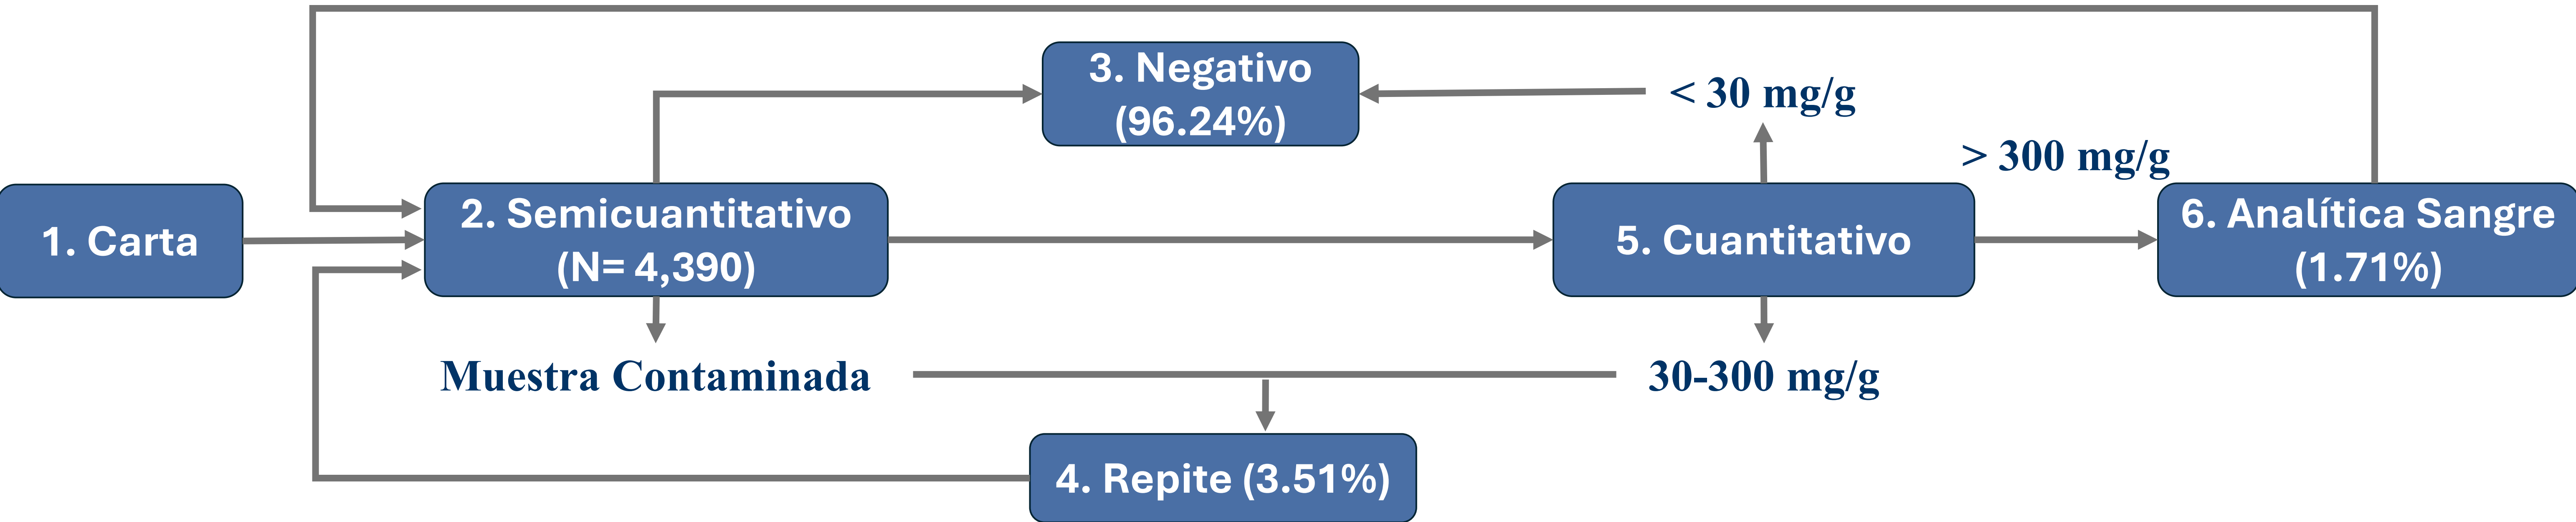 1. Carta
2. Semicuantitativo
(N= 4,390)
3. Negativo
(96.24%)
< 30 mg/g
> 300 mg/g
5. Cuantitativo
6. Analítica Sangre
(1.71%)
Muestra Contaminada
30-300 mg/g
4. Repite (3.51%)